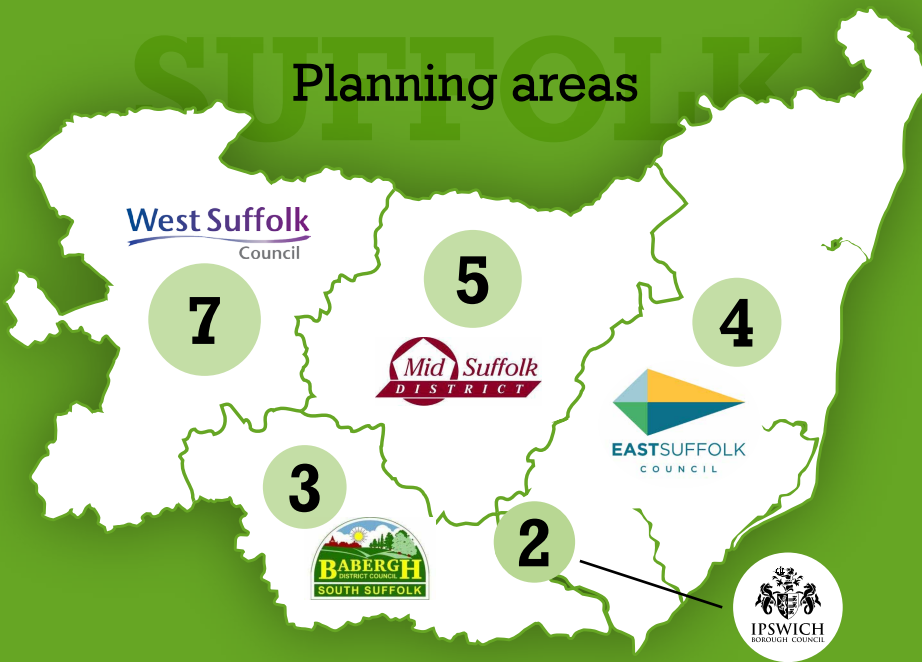 SUFFOLK
Planning areas
West Suffolk
Council
7
5
Mid Suffolk
DISTRICT
4
EASTSUFFOLK
COUNCIL
3
BABERGH
DISTRICT COUNCIL
SOUTH SUFFOLK
2
IPSWICH
BOROUGH COUNCIL